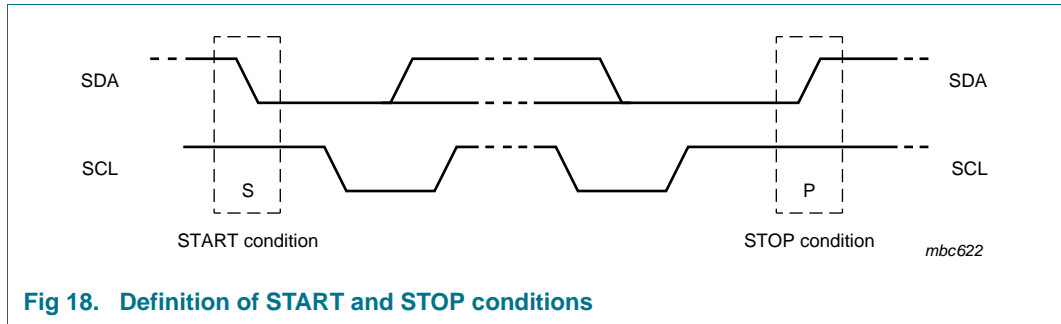 SDA
SDA
SCL
SCL
S
P
START condition
STOP condition
mbc622
Fig 18. Definition of START and STOP conditions